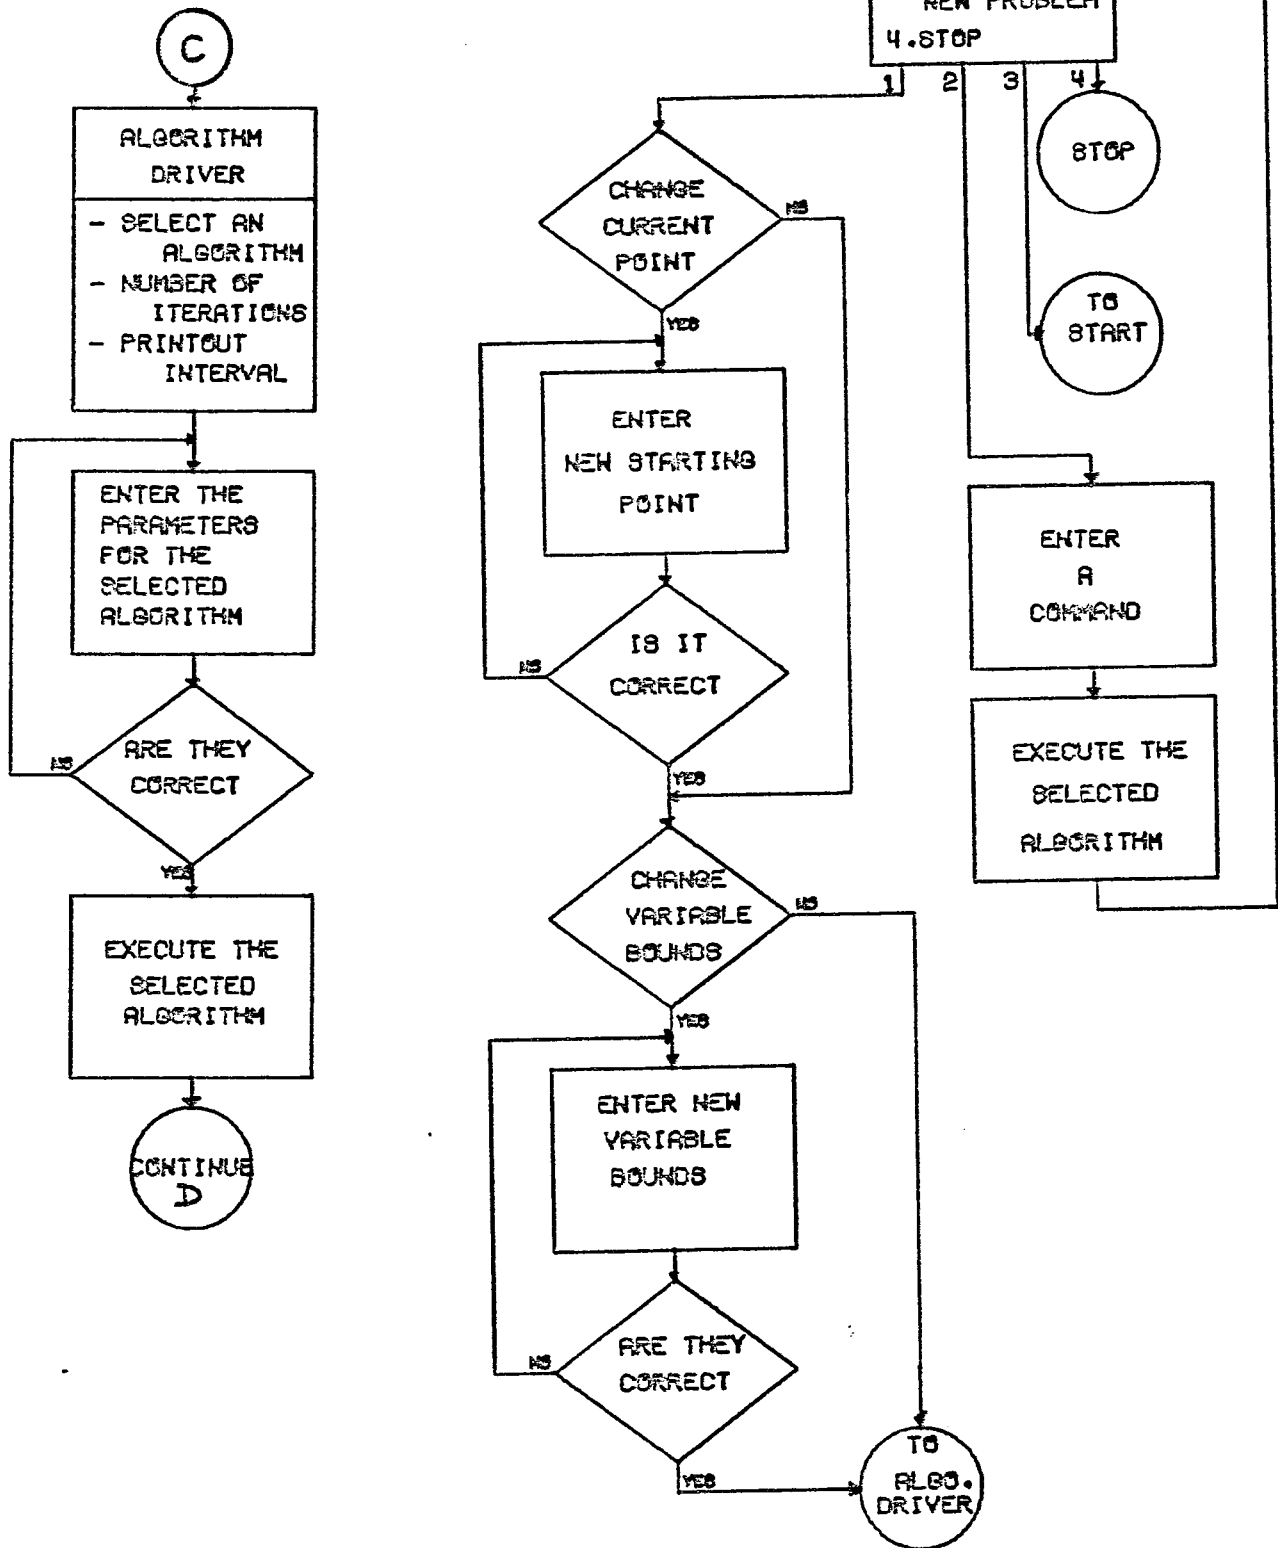 C
ALGORITHM
DRIVER
- SELECT AN
ALGORITHM
- NUMBER OF
ITERATIONS
- PRINTOUT
INTERVAL
ENTER THE
PARAMETERS
FOR THE
SELECTED
ALGORITHM
ARE THEY
CORRECT
NO
YES
EXECUTE THE
SELECTED
ALGORITHM
CONTINUE
D
NEW PROBLEM
4.STOP
1
2
3
4
CHANGE
CURRENT
POINT
NO
YES
ENTER
NEW STARTING
POINT
IS IT
CORRECT
NO
YES
CHANGE
VARIABLE
BOUNDS
NO
YES
ENTER NEW
VARIABLE
BOUNDS
ARE THEY
CORRECT
NO
YES
TO
ALGO.
DRIVER
STOP
TO
START
ENTER
A
COMMAND
EXECUTE THE
SELECTED
ALGORITHM